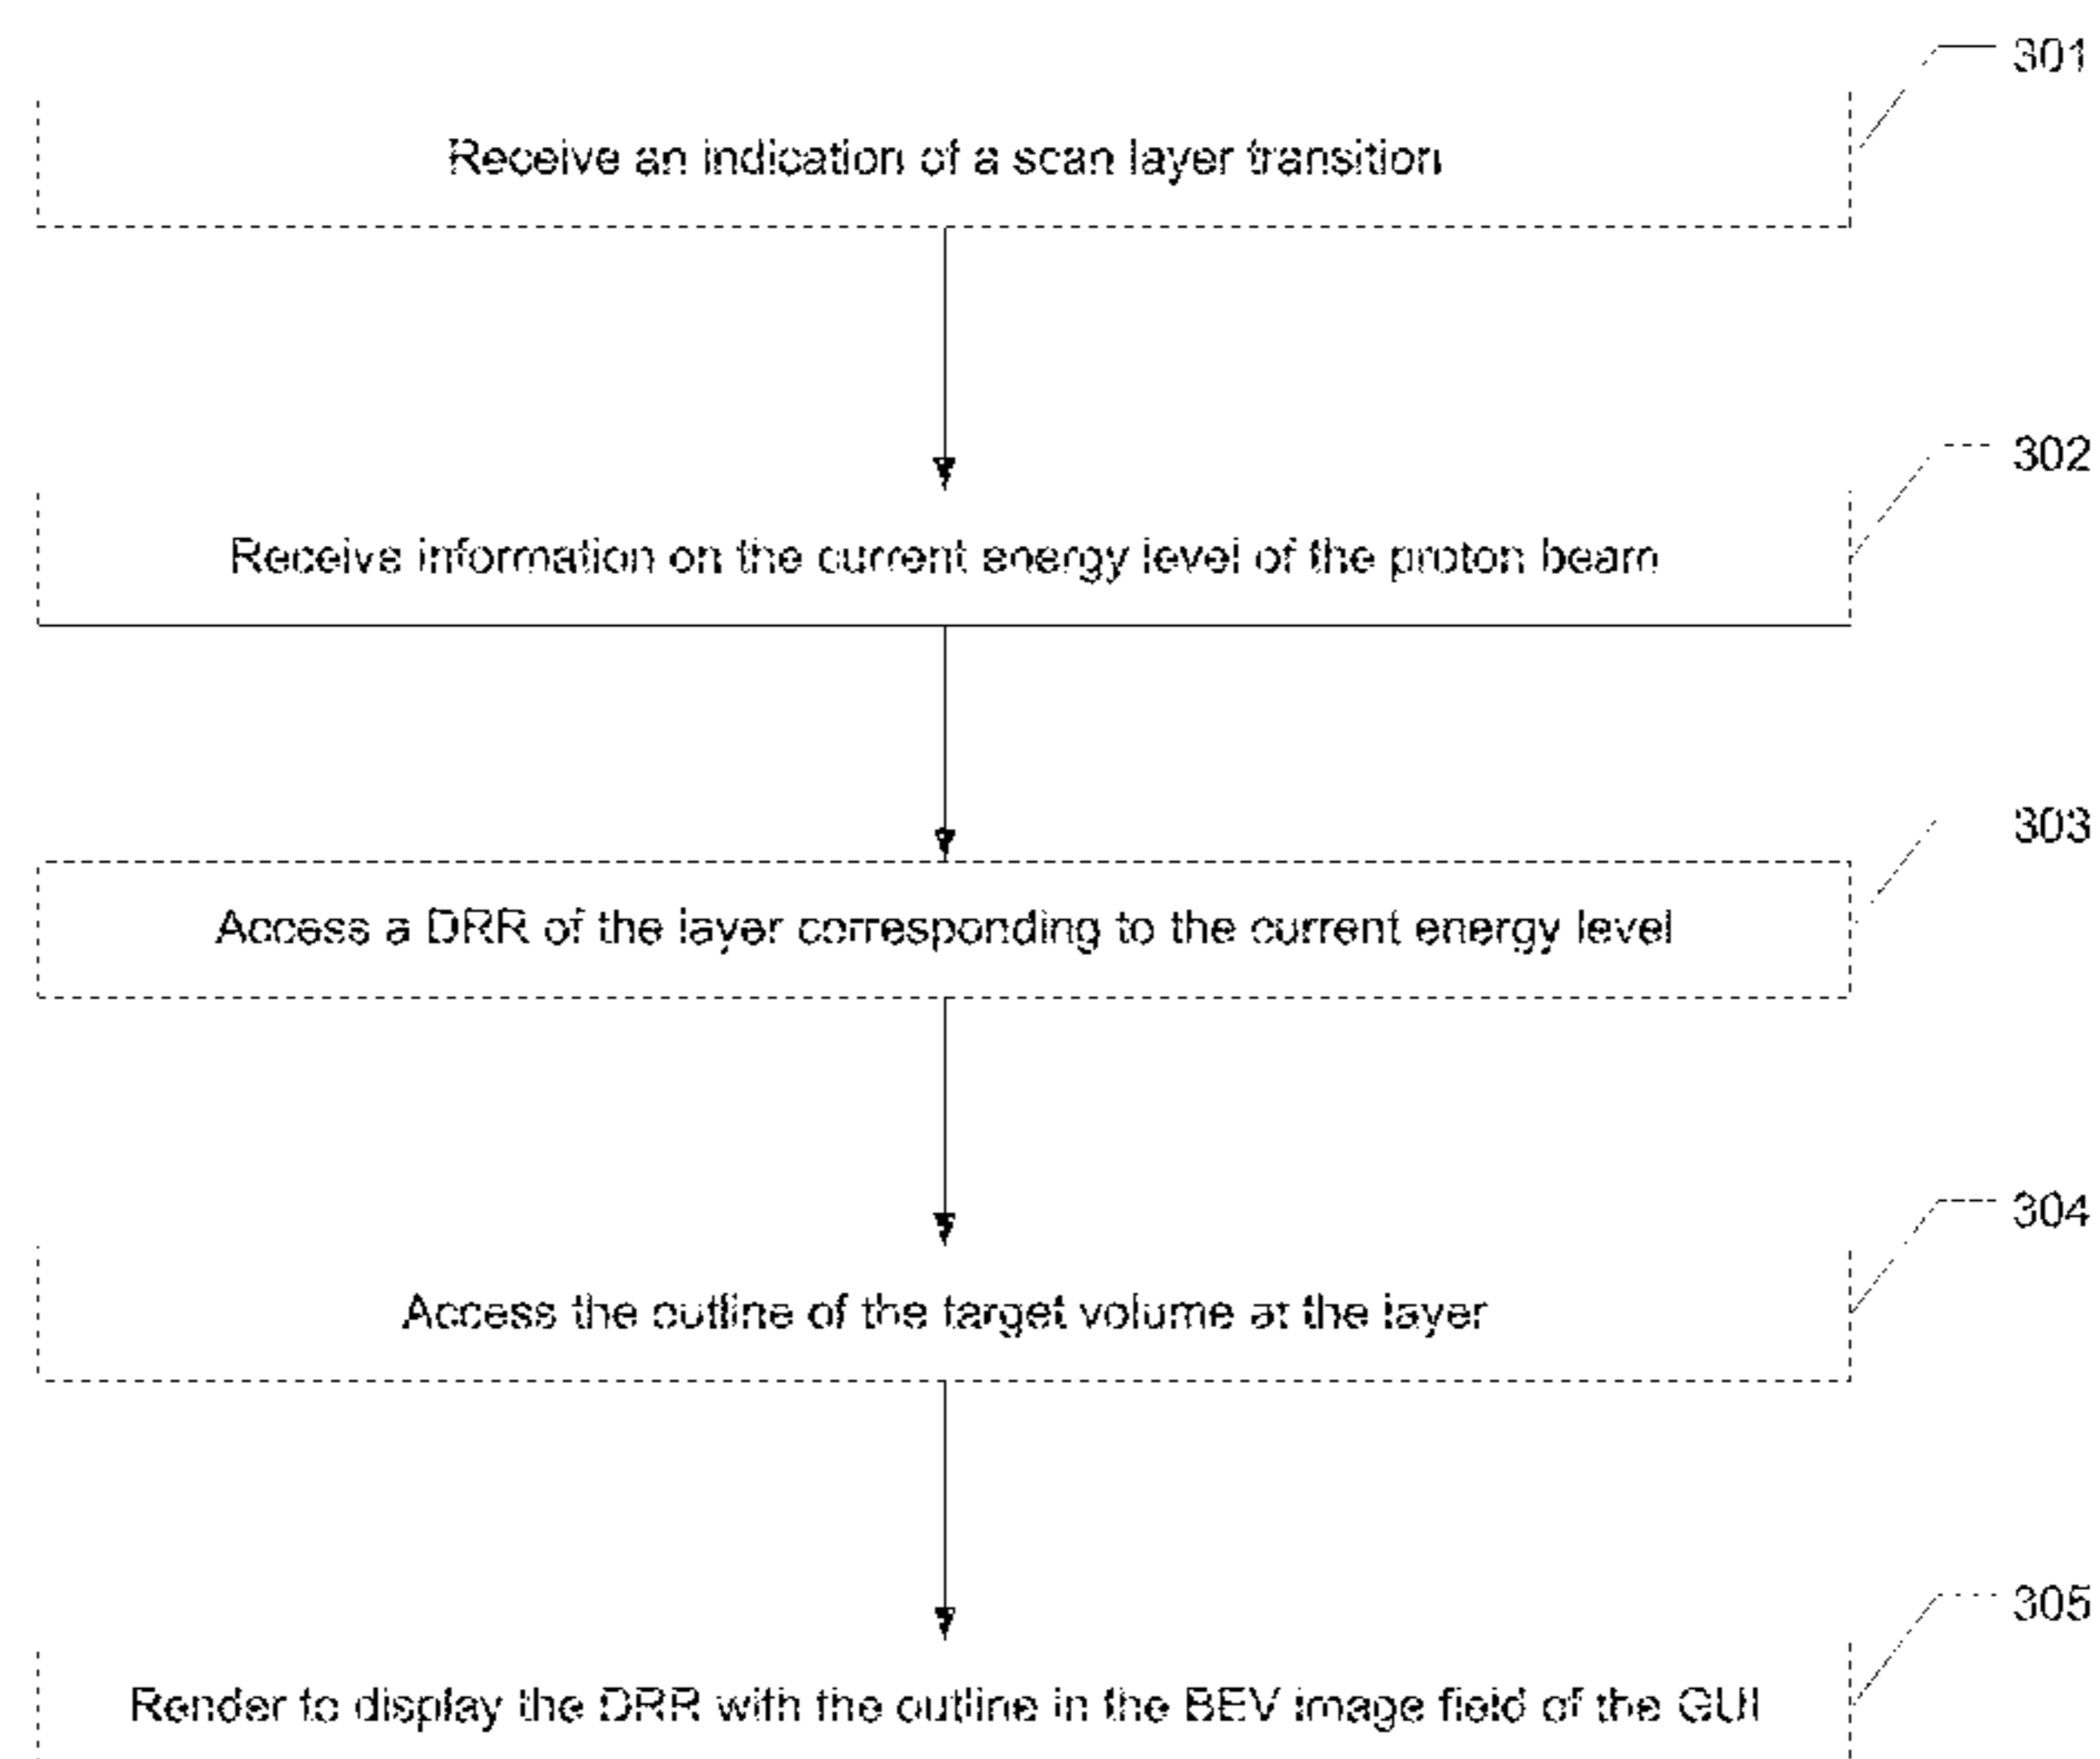 301
Receive an indication of a scan layer transition
302
Receive information on the current energy level of the proton beam
303
Access a DRR of the layer corresponding to the current energy level
304
Access the outline of the target volume at the layer
305
Render to display the DRR with the outline in the BEV image field of the GUI